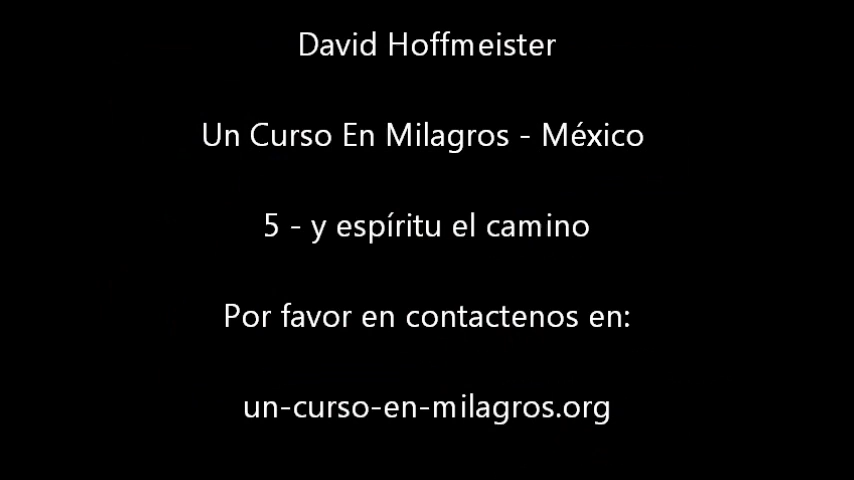 David Hoffmeister
Un Curso En Milagros - México
5 - y espíritu el camino
Por favor en contactenos en:
un-curso-en-milagros.org